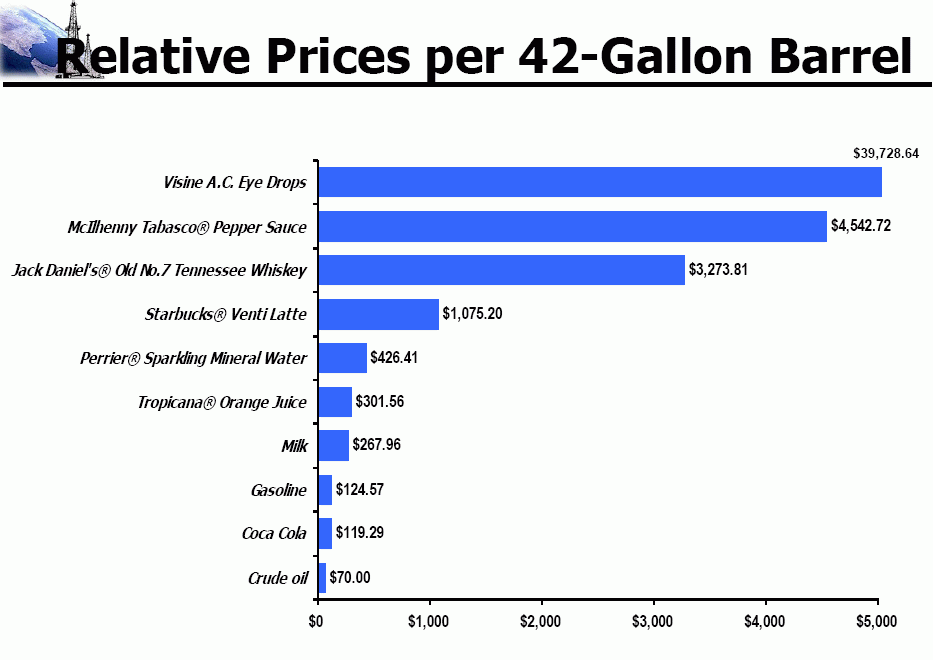 Relative Prices per 42-Gallon Barrel
$39,728.64
Visine A.C. Eye Drops
McIlhenny Tabasco® Pepper Sauce $4,542.72
Jack Daniel's® Old No.7 Tennessee Whiskey $3,273.81
Starbucks® Venti Latte $1,075.20
Perrier® Sparkling Mineral Water $426.41
Tropicana® Orange Juice $301.56
Milk $267.96
Gasoline $124.57
Coca Cola $119.29
Crude oil $70.00
$0 $1,000 $2,000 $3,000 $4,000 $5,000